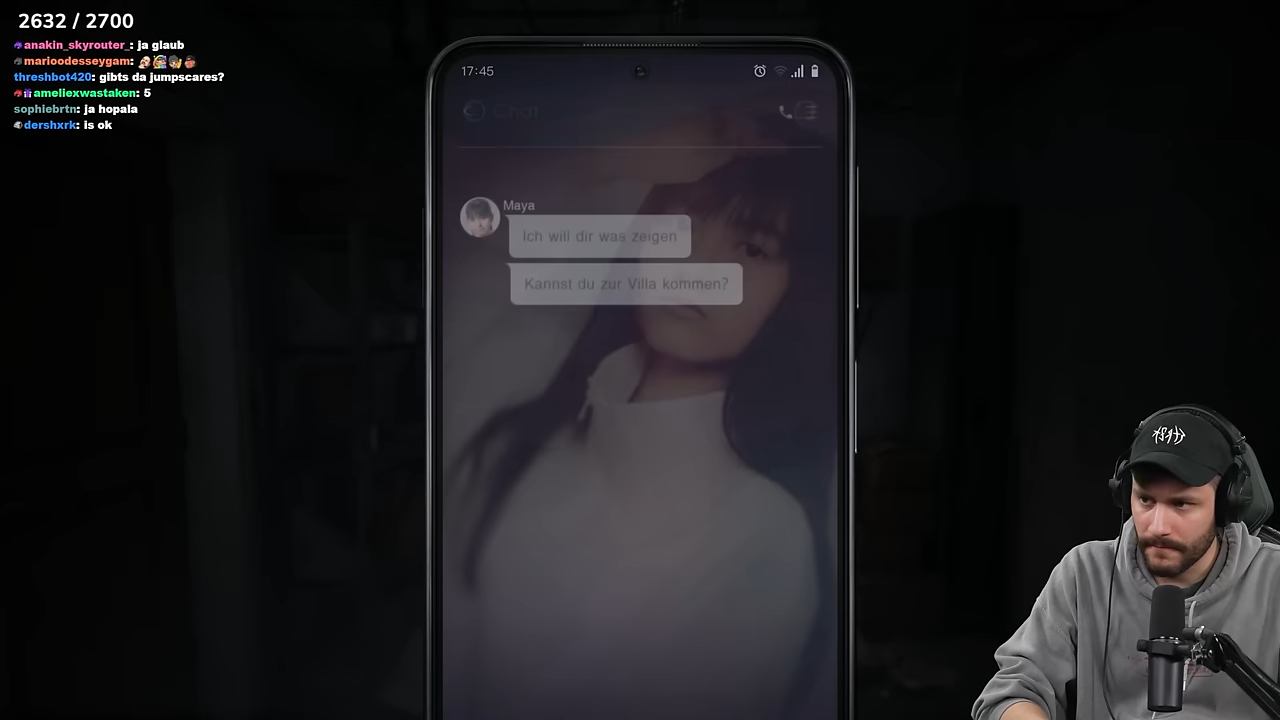 2632 / 2700
anakin_skyrouter_: ja glaub
marioodesseygam:
threshbot420: gibts da jumpscares?
ameliexwastaken: 5
sophiebrtn: ja hopala
dershxrk: is ok
17:45
Chat
Maya
Ich will dir was zeigen
Kannst du zur Villa kommen?